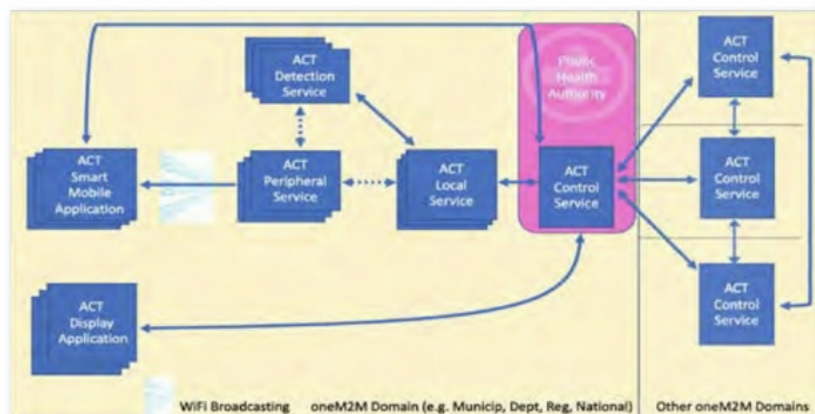 ACT
Detection
Service
Public
Health
Authority
ACT
Control
Service
ACT
Smart
Mobile
Application
ACT
Peripheral
Service
ACT
Local
Service
ACT
Control
Service
ACT
Control
Service
ACT
Display
Application
ACT
Control
Service
WiFi Broadcasting
oneM2M Domain (e.g. Municip, Dept, Reg, National)
Other oneM2M Domains